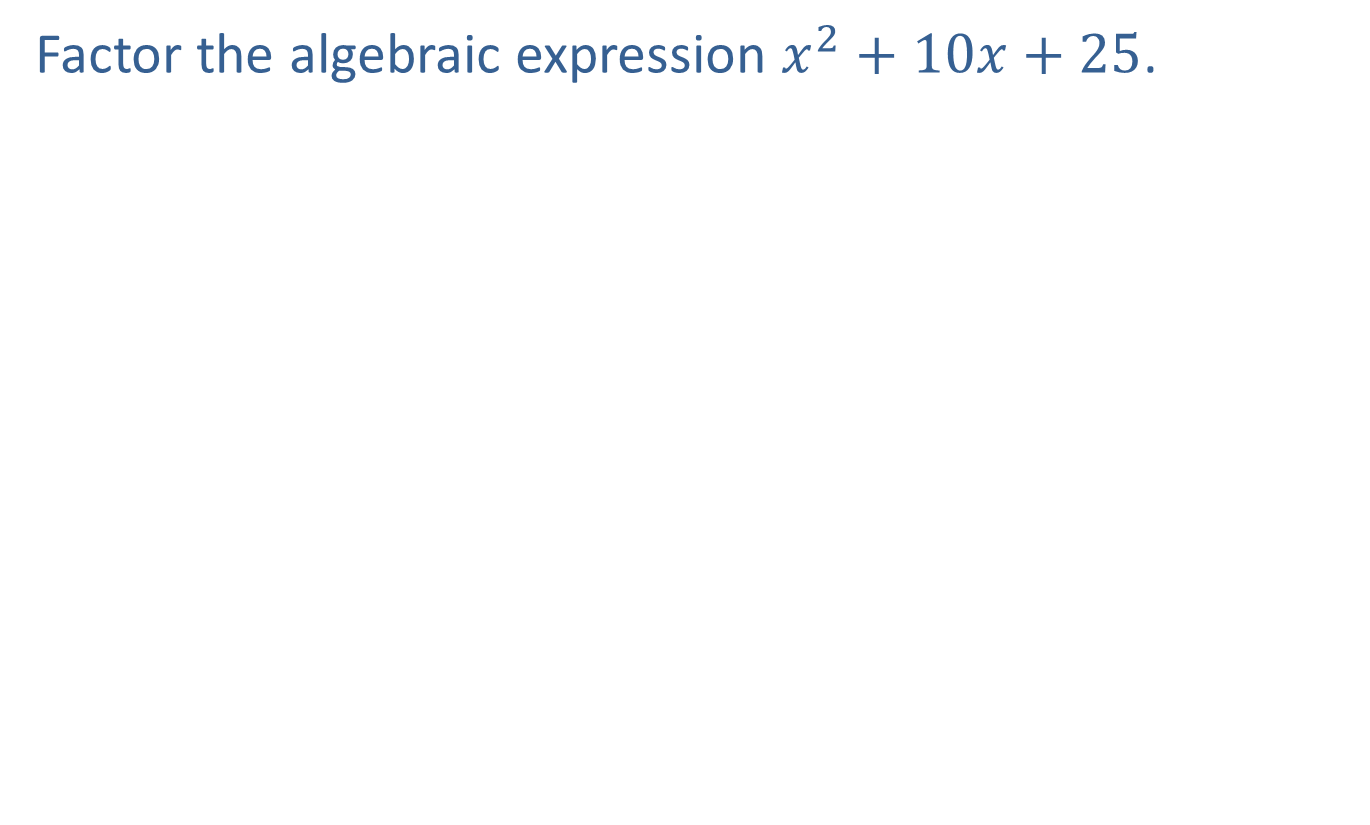 Factor the algebraic expression x² + 10x + 25.